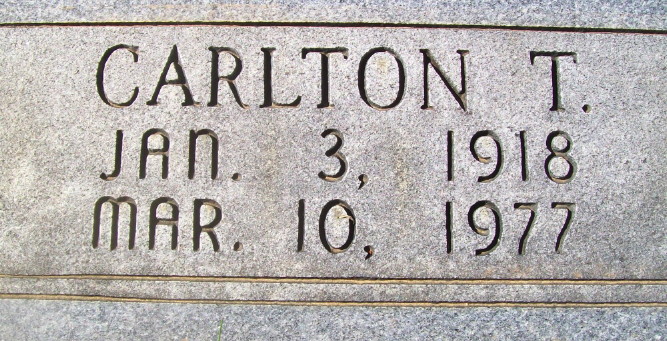 CARLTON T.
JAN. 3, 1918
MAR. 10, 1977